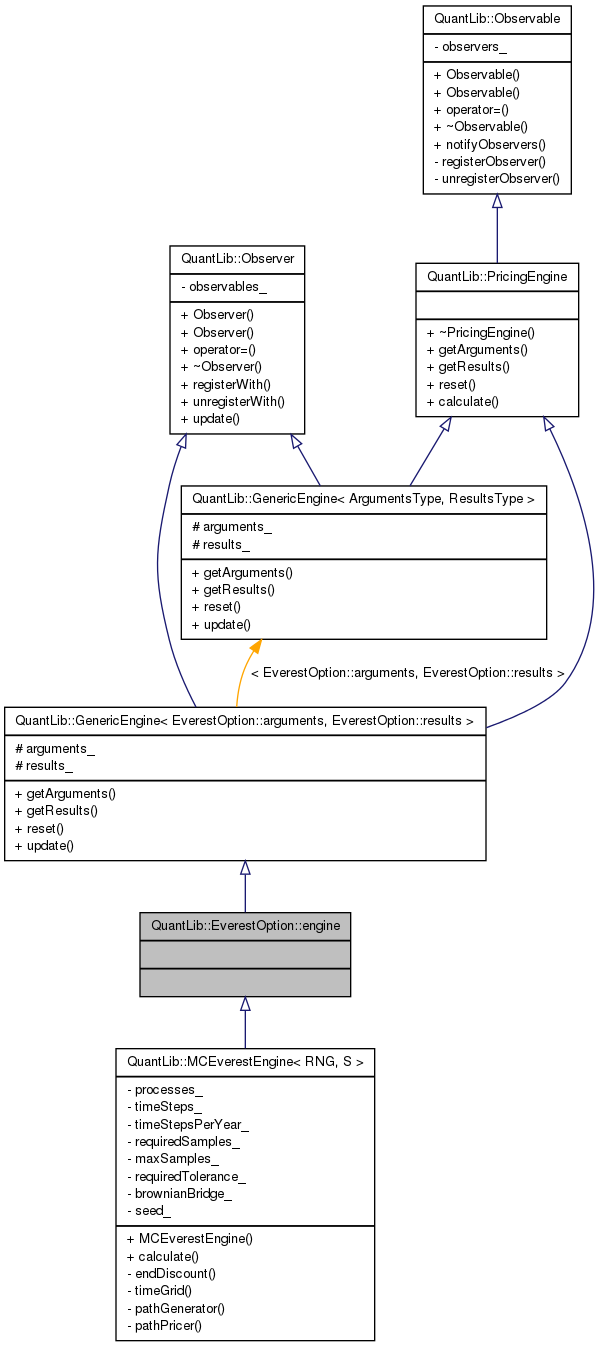 QuantLib::Observable
- observers_
+ Observable()
+ Observable()
+ operator=()
+ ~Observable()
+ notifyObservers()
- registerObserver()
- unregisterObserver()
QuantLib::Observer
- observables_
+ Observer()
+ Observer()
+ operator=()
+ ~Observer()
+ registerWith()
+ unregisterWith()
+ update()
QuantLib::PricingEngine
+ ~PricingEngine()
+ getArguments()
+ getResults()
+ reset()
+ calculate()
QuantLib::GenericEngine< ArgumentsType, ResultsType >
# arguments_
# results_
+ getArguments()
+ getResults()
+ reset()
+ update()
< EverestOption::arguments, EverestOption::results >
QuantLib::GenericEngine< EverestOption::arguments, EverestOption::results >
# arguments_
# results_
+ getArguments()
+ getResults()
+ reset()
+ update()
QuantLib::EverestOption::engine
QuantLib::MCEverestEngine< RNG, S >
- processes_
- timeSteps_
- timeStepsPerYear_
- requiredSamples_
- maxSamples_
- requiredTolerance_
- brownianBridge_
- seed_
+ MCEverestEngine()
+ calculate()
- endDiscount()
- timeGrid()
- pathGenerator()
- pathPricer()